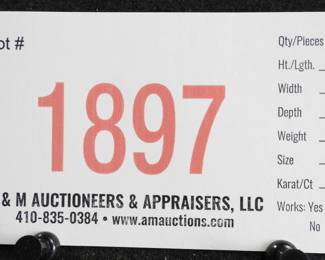 ot #
1897
& M AUCTIONEERS & APPRAISERS, LLC
410-835-0384 • www.amauctions.com
Qty/Pieces
Ht./Lgth.
Width
Depth
Weight
Size
Karat/Ct
Works: Yes
No